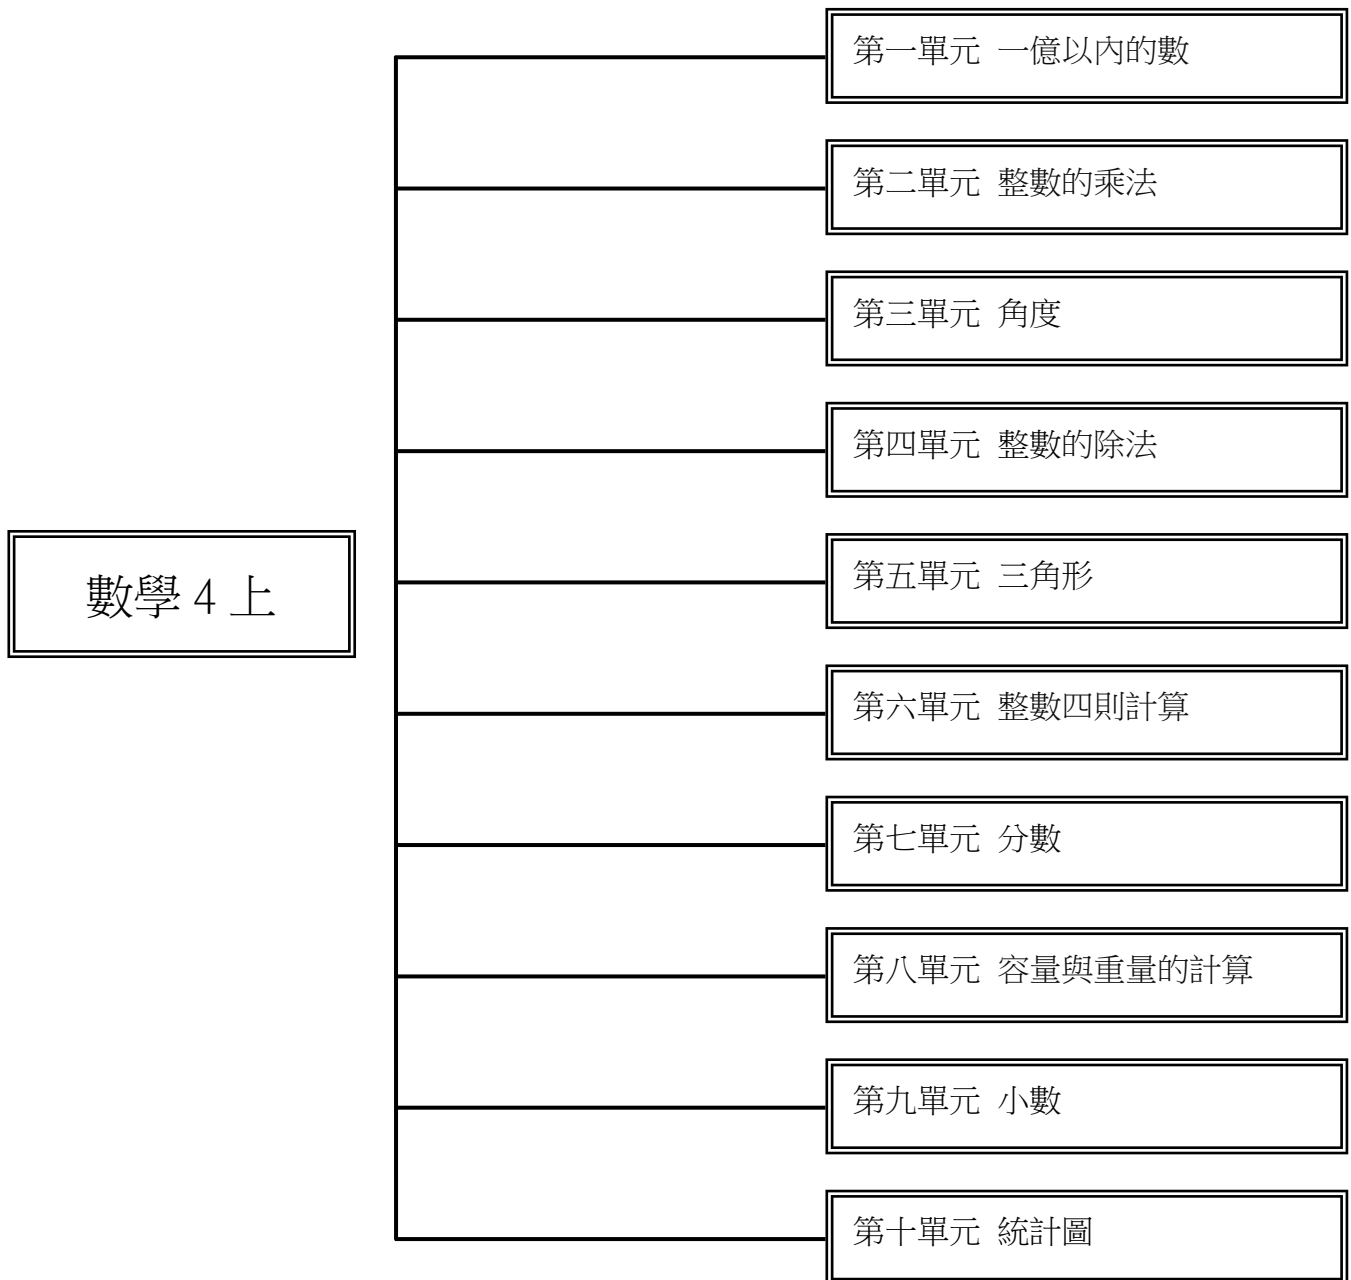 數學 4 上
第一單元 一億以內的數
第二單元 整數的乘法
第三單元 角度
第四單元 整數的除法
第五單元 三角形
第六單元 整數四則計算
第七單元 分數
第八單元 容量與重量的計算
第九單元 小數
第十單元 統計圖